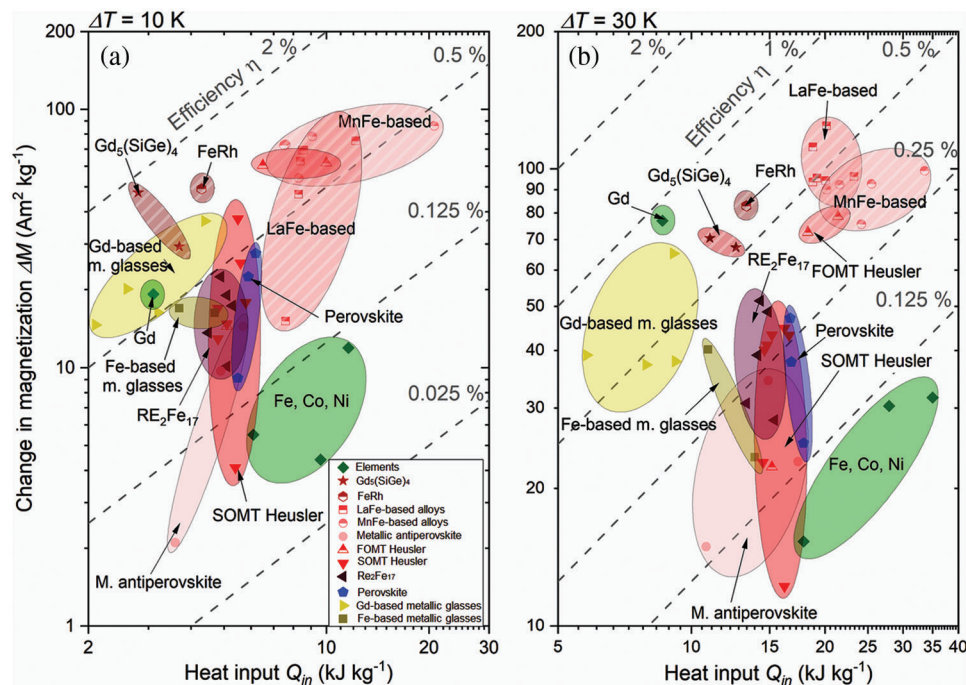 ΔT = 10 K
(a)
200
100
10
1
2
10
20
30
Change in magnetization ΔM (Am² kg⁻¹)
Heat input Qin (kJ kg⁻¹)
2 %
0.5 %
0.125 %
0.025 %
Efficiency η
Gd₅(SiGe)₄
FeRh
MnFe-based
LaFe-based
Gd-based
m. glasses
Gd
Perovskite
Fe-based
m. glasses
RE₂Fe₁₇
Fe, Co, Ni
SOMT Heusler
M. antiperovskite
Elements
Gd₅(SiGe)₄
FeRh
LaFe-based alloys
MnFe-based alloys
Metallic antiperovskite
FOMT Heusler
SOMT Heusler
Re₂Fe₁₇
Perovskite
Gd-based metallic glasses
Fe-based metallic glasses
ΔT = 30 K
(b)
200
100
90
80
70
60
50
40
30
20
10
5
10
15
20
25
30
35
40
Heat input Qin (kJ kg⁻¹)
2 %
1 %
0.5 %
0.25 %
0.125 %
Efficiency η
LaFe-based
Gd₅(SiGe)₄
FeRh
Gd
MnFe-based
RE₂Fe₁₇
FOMT Heusler
Gd-based m. glasses
Perovskite
SOMT Heusler
Fe-based m. glasses
Fe, Co, Ni
M. antiperovskite